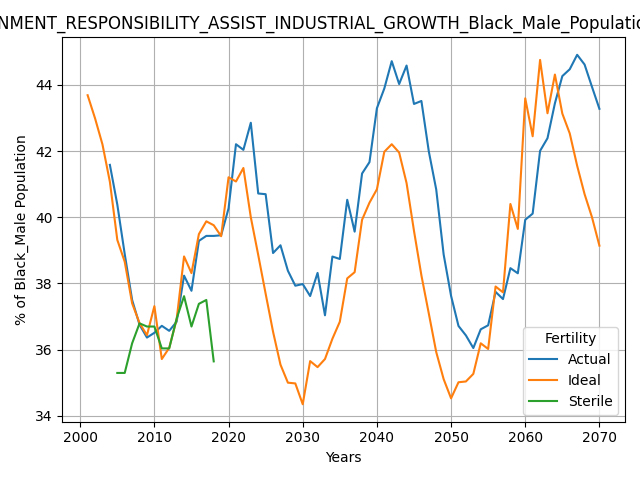 NMENT_RESPONSIBILITY_ASSIST_INDUSTRIAL_GROWTH_Black_Male_Populatio
% of Black_Male Population
44
42
40
38
36
34
2000
2010
2020
2030
2040
2050
2060
2070
Years
Fertility
Actual
Ideal
Sterile